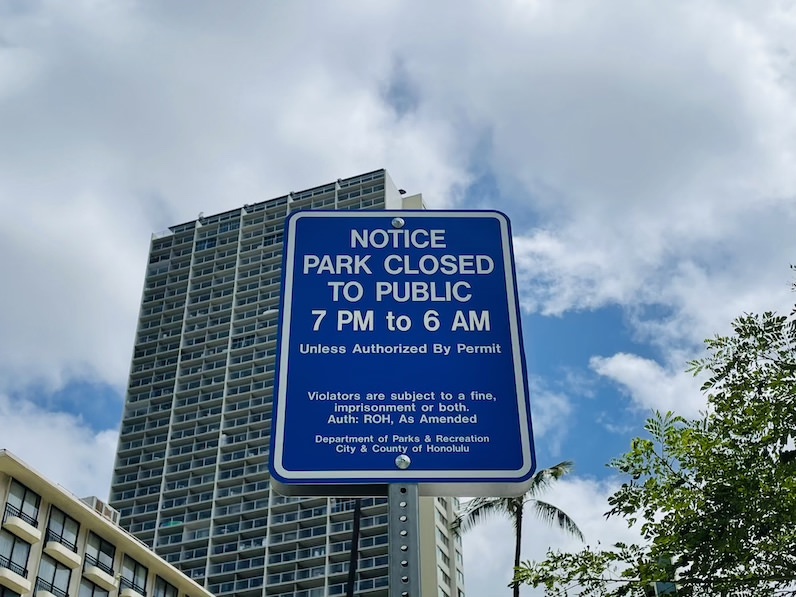 NOTICE
PARK CLOSED
TO PUBLIC
7 PM to 6 AM
Unless Authorized By Permit
Violators are subject to a fine,
imprisonment or both.
Auth: ROH, As Amended
Department of Parks & Recreation
City & County of Honolulu